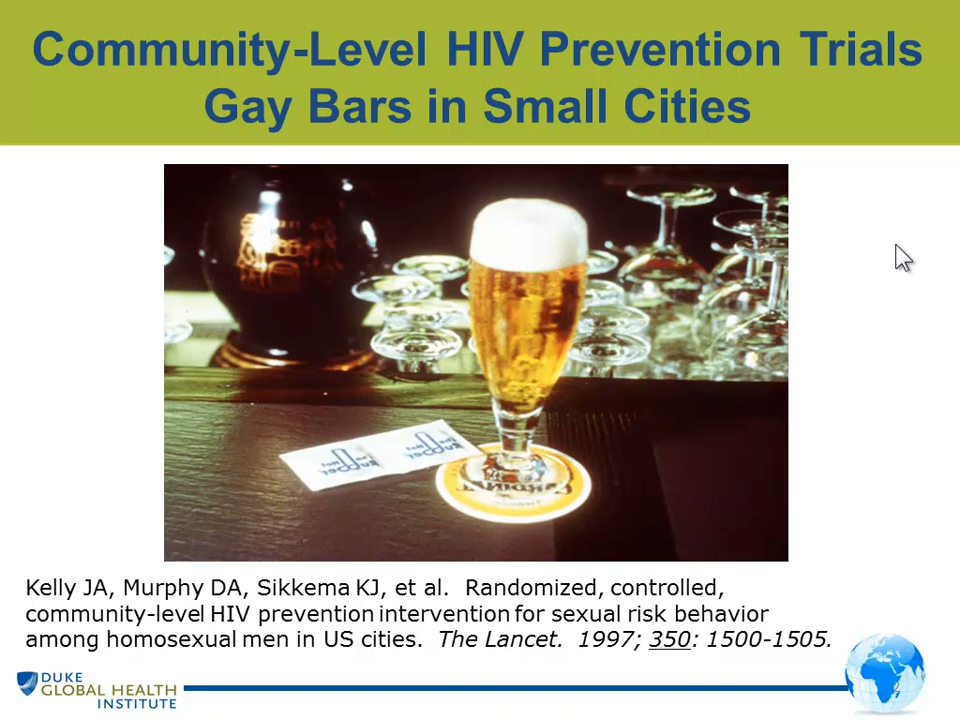 Community-Level HIV Prevention Trials
Gay Bars in Small Cities
Kelly JA, Murphy DA, Sikkema KJ, et al. Randomized, controlled,
community-level HIV prevention intervention for sexual risk behavior
among homosexual men in US cities. The Lancet. 1997; 350: 1500-1505.
DUKE
GLOBAL HEALTH
INSTITUTE